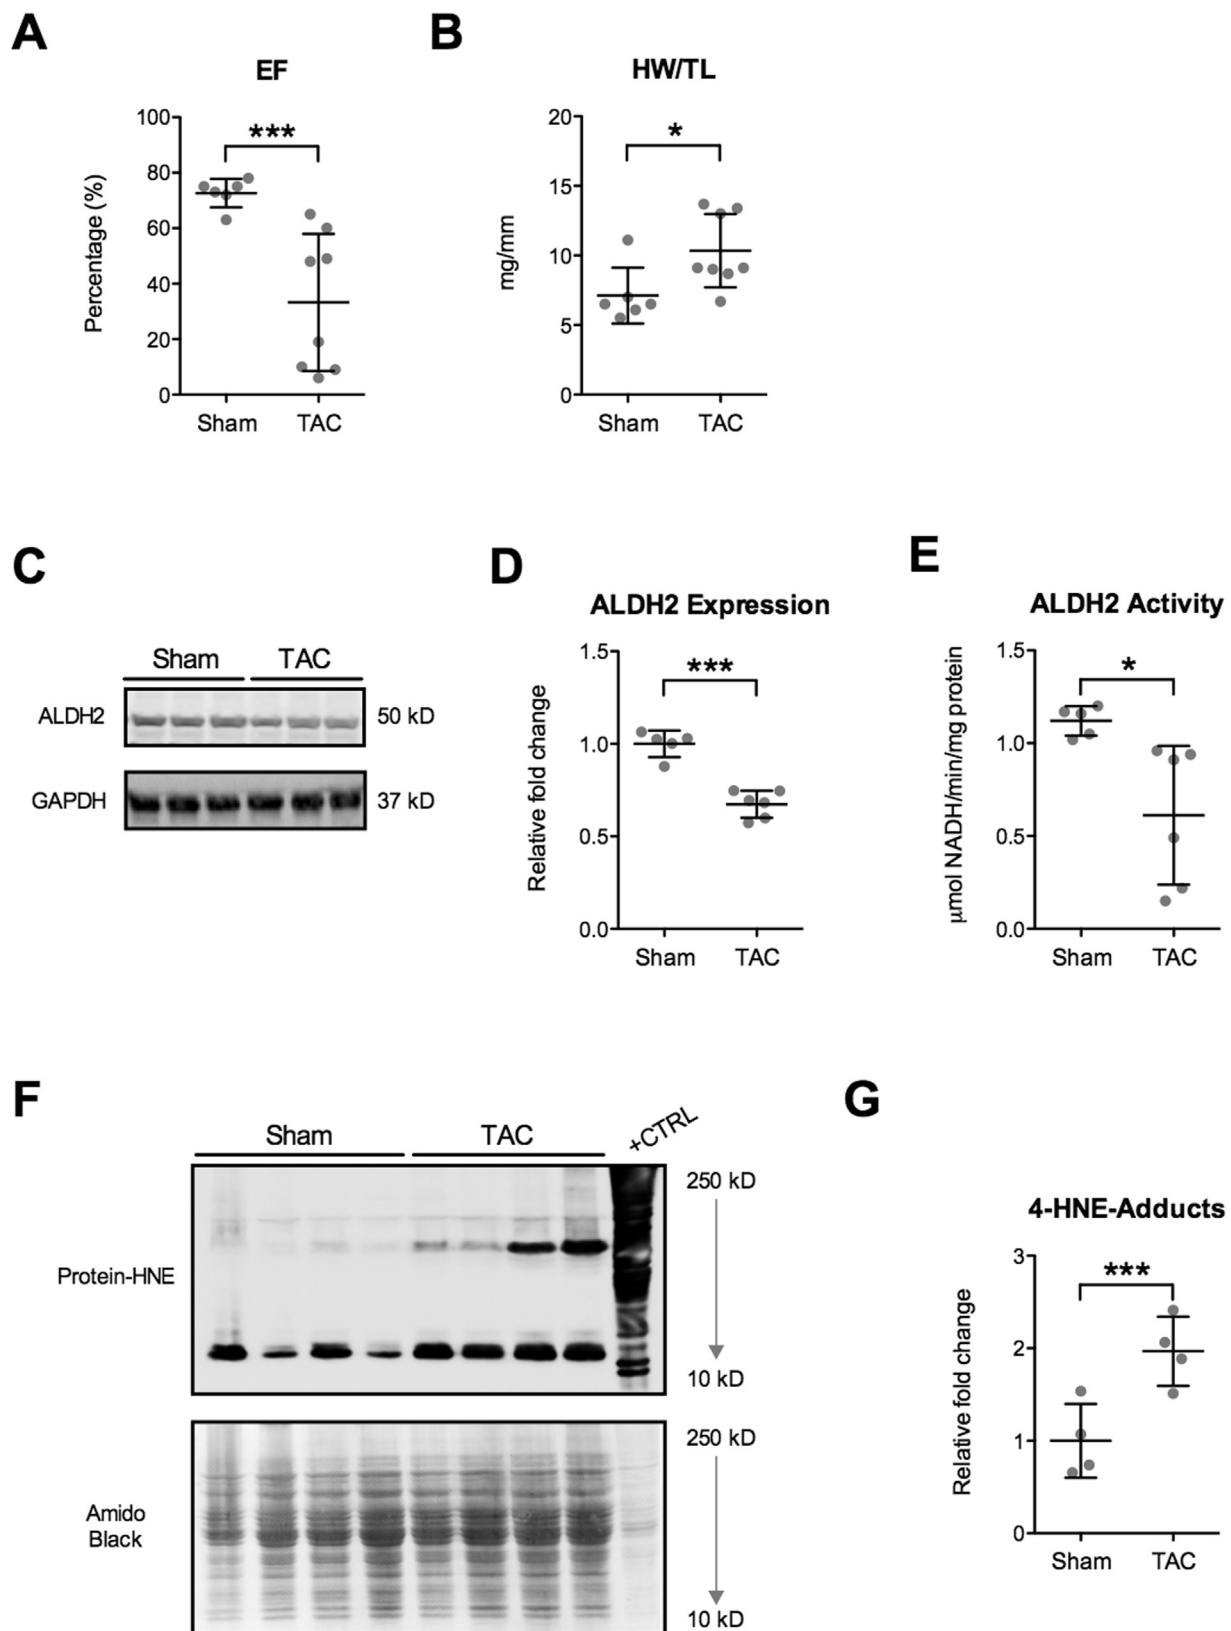 A
EF
Percentage (%)
100
80
60
40
20
0
***
Sham TAC
B
HW/TL
mg/mm
20
15
10
5
0
*
Sham TAC
C
Sham TAC
ALDH2 50 kD
GAPDH 37 kD
D
ALDH2 Expression
Relative fold change
1.5
1.0
0.5
0.0
***
Sham TAC
E
ALDH2 Activity
µmol NADH/min/mg protein
1.5
1.0
0.5
0.0
*
Sham TAC
F
Sham TAC +CTRL
Protein-HNE
250 kD
10 kD
Amido
Black
250 kD
10 kD
G
4-HNE-Adducts
Relative fold change
3
2
1
0
***
Sham TAC